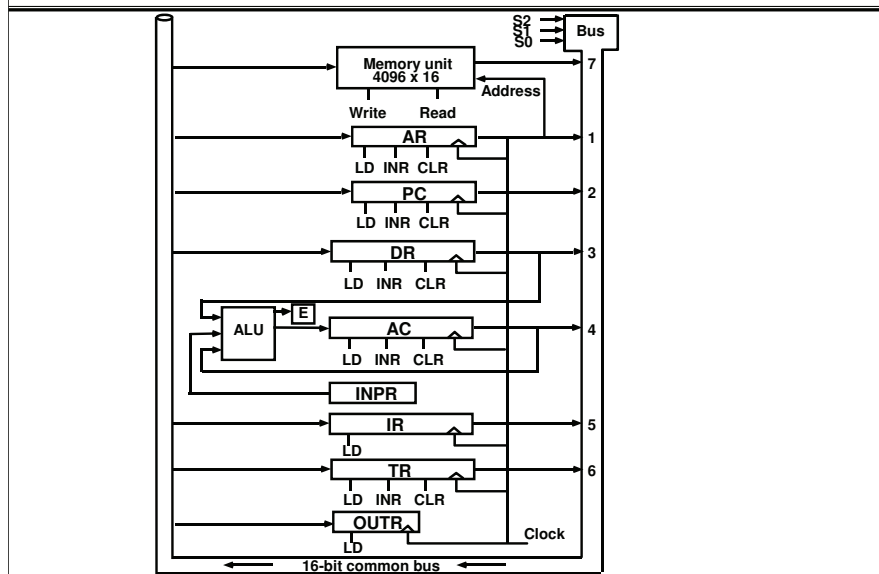 S2
S1
S0
Bus
Memory unit
4096 x 16
7
Address
Write Read
AR
1
LD INR CLR
PC
2
LD INR CLR
DR
3
LD INR CLR
E
ALU
AC
4
LD INR CLR
INPR
IR
5
LD
TR
6
LD INR CLR
OUTR
LD
Clock
16-bit common bus